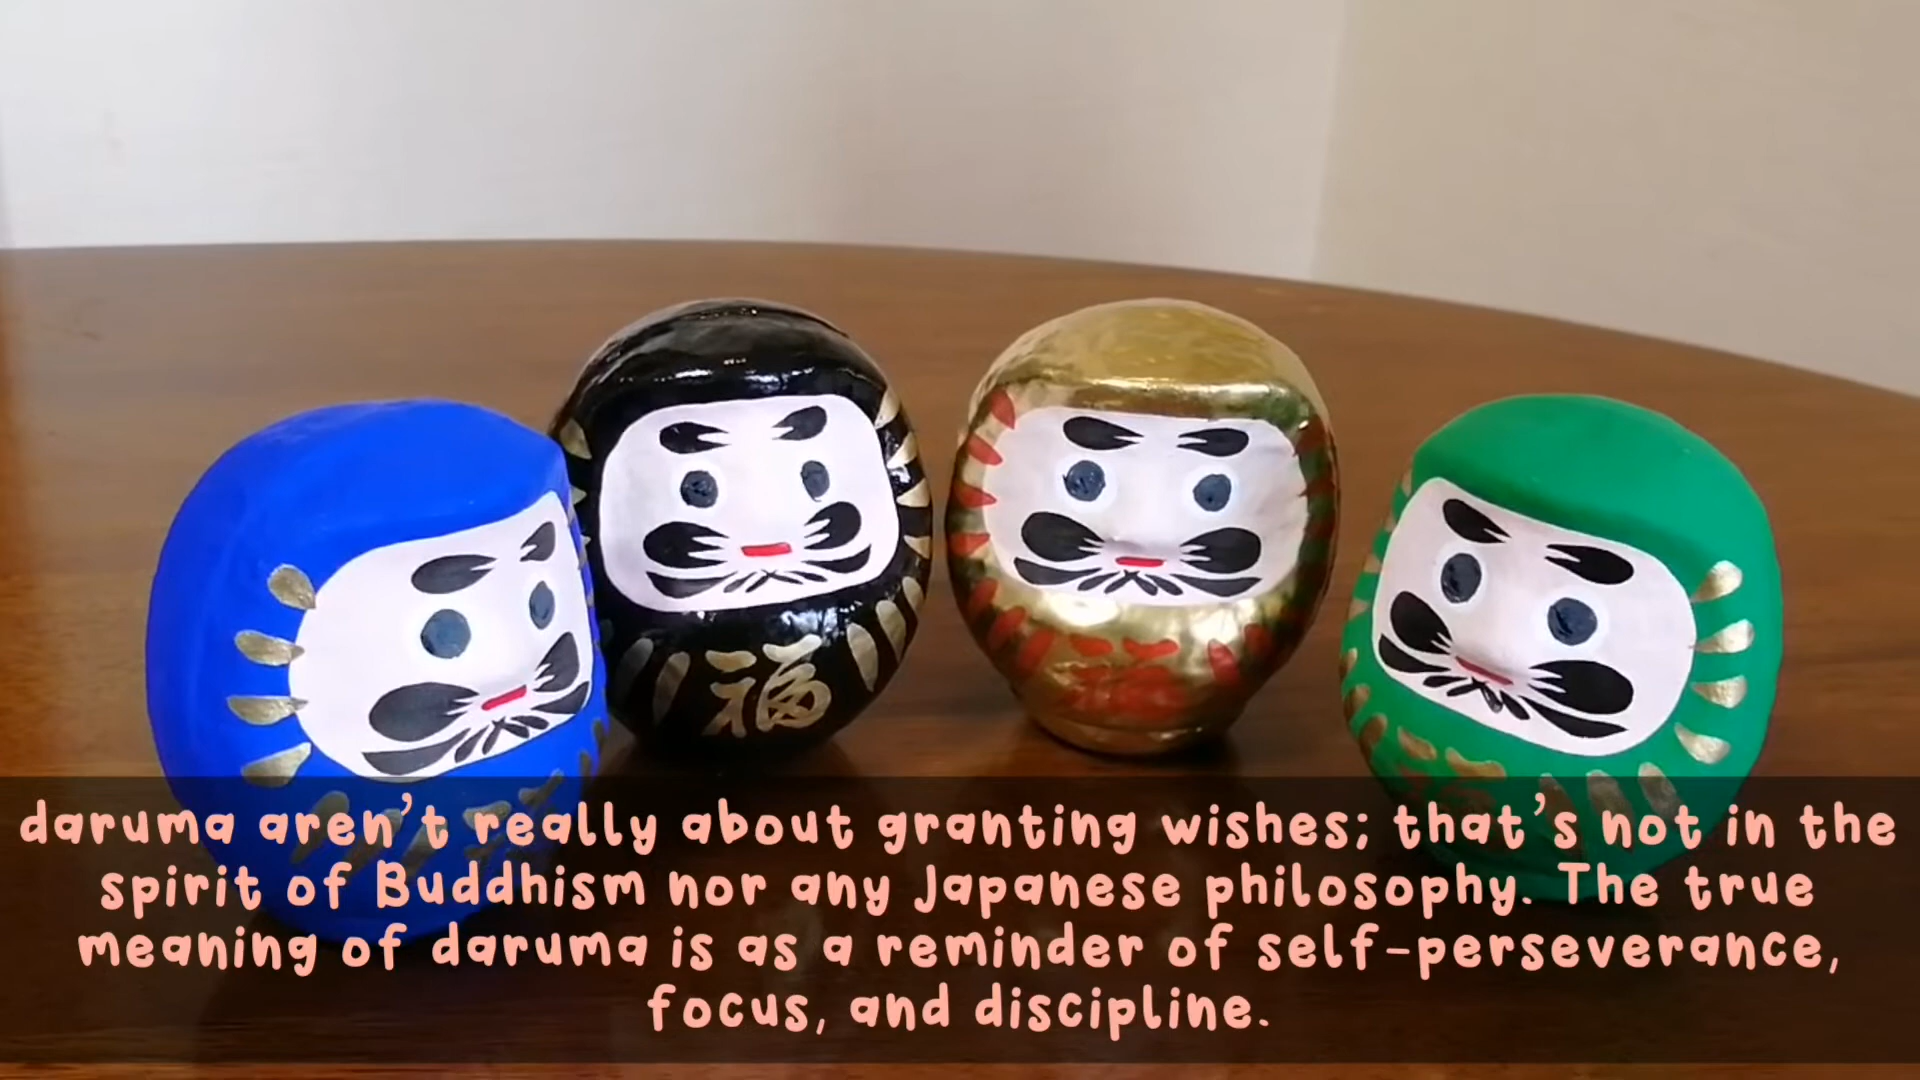 福
福
daruma aren't really about granting wishes; that's not in the
spirit of Buddhism nor any Japanese philosophy. The true
meaning of daruma is as a reminder of self-perseverance,
focus, and discipline.